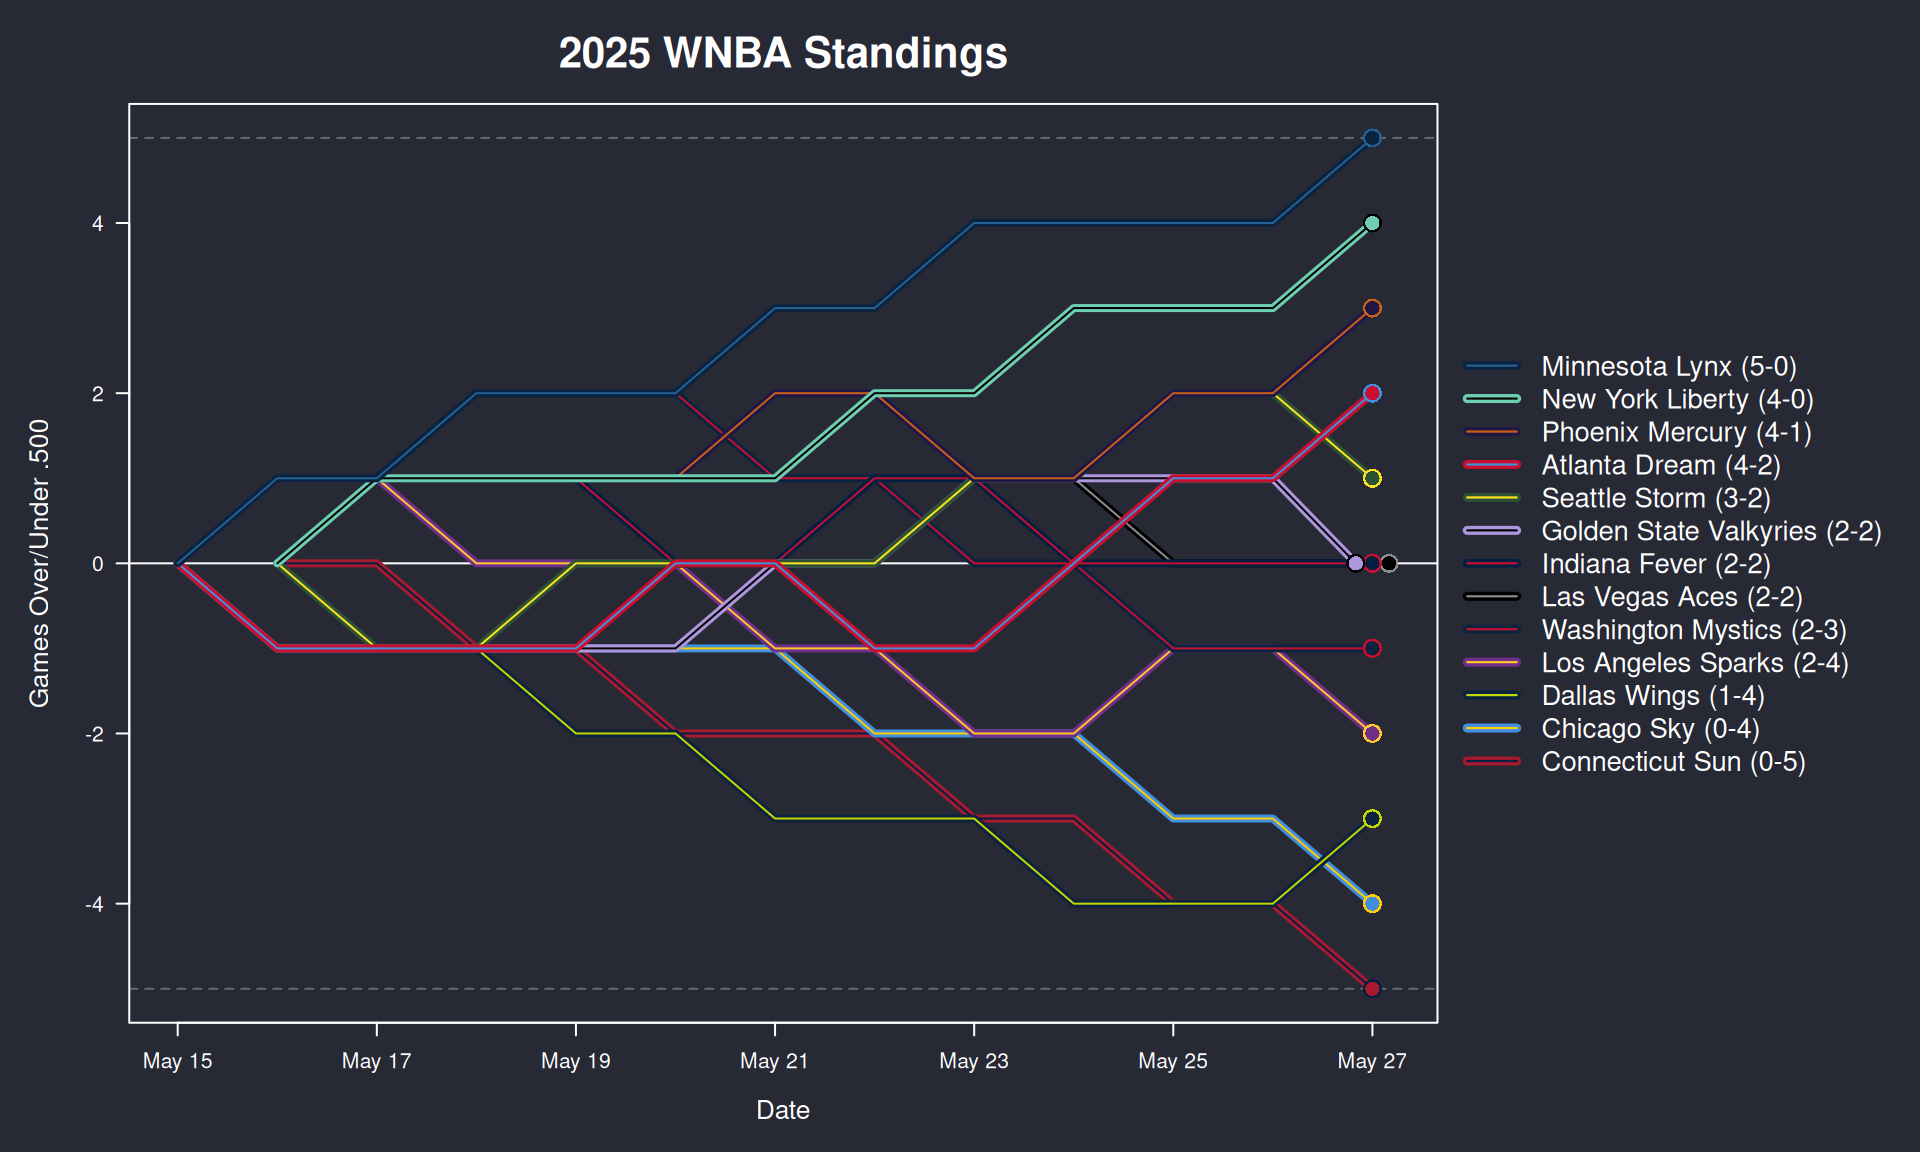 2025 WNBA Standings
Games Over/Under .500
4
2
0
-2
-4
May 15
May 17
May 19
May 21
May 23
May 25
May 27
Date
Minnesota Lynx (5-0)
New York Liberty (4-0)
Phoenix Mercury (4-1)
Atlanta Dream (4-2)
Seattle Storm (3-2)
Golden State Valkyries (2-2)
Indiana Fever (2-2)
Las Vegas Aces (2-2)
Washington Mystics (2-3)
Los Angeles Sparks (2-4)
Dallas Wings (1-4)
Chicago Sky (0-4)
Connecticut Sun (0-5)